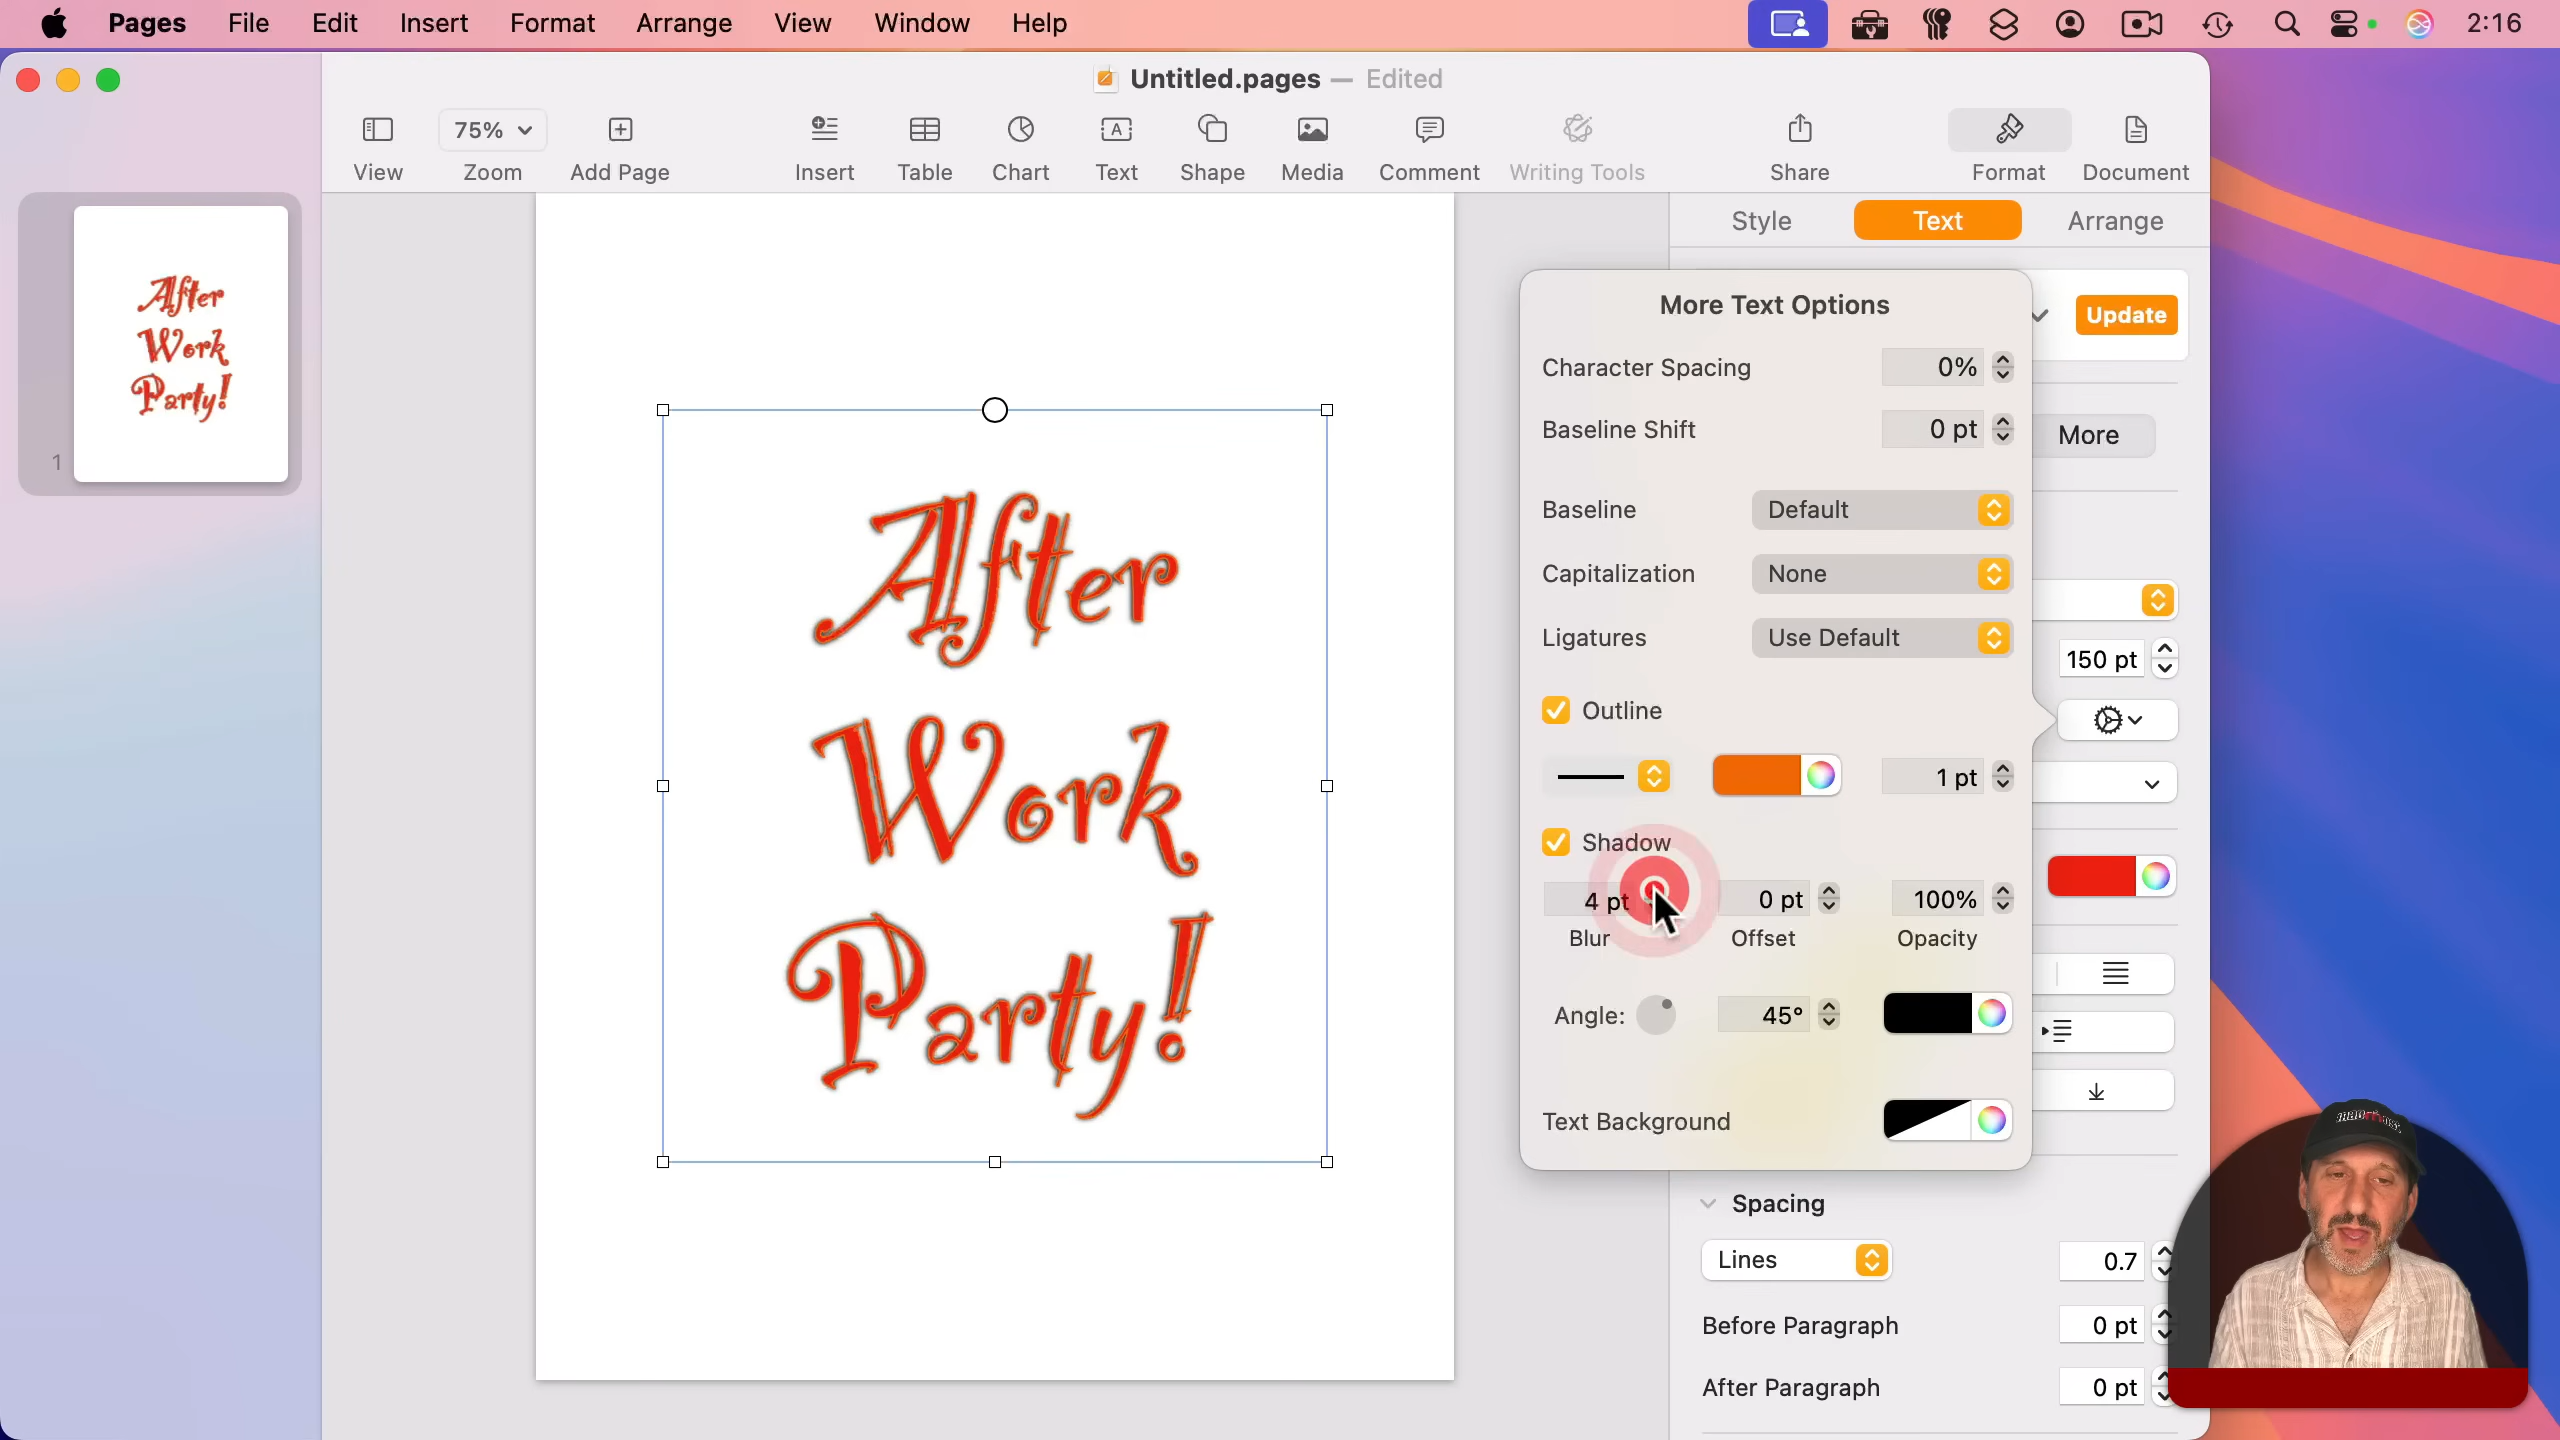 Pages File Edit Insert Format Arrange View Window Help 2:16
Untitled.pages — Edited
75%
View Zoom Add Page Insert Table Chart Text Shape Media Comment Writing Tools Share Format Document
Style Text Arrange
After
Work
Party!
1
After
Work
Party!
More Text Options
Update
Character Spacing 0%
Baseline Shift 0 pt
More
Baseline Default
Capitalization None
Ligatures Use Default
150 pt
Outline
1 pt
Shadow
4 pt 0 pt 100%
Blur Offset Opacity
Angle: 45°
Text Background
Spacing
Lines 0.7
Before Paragraph 0 pt
After Paragraph 0 pt